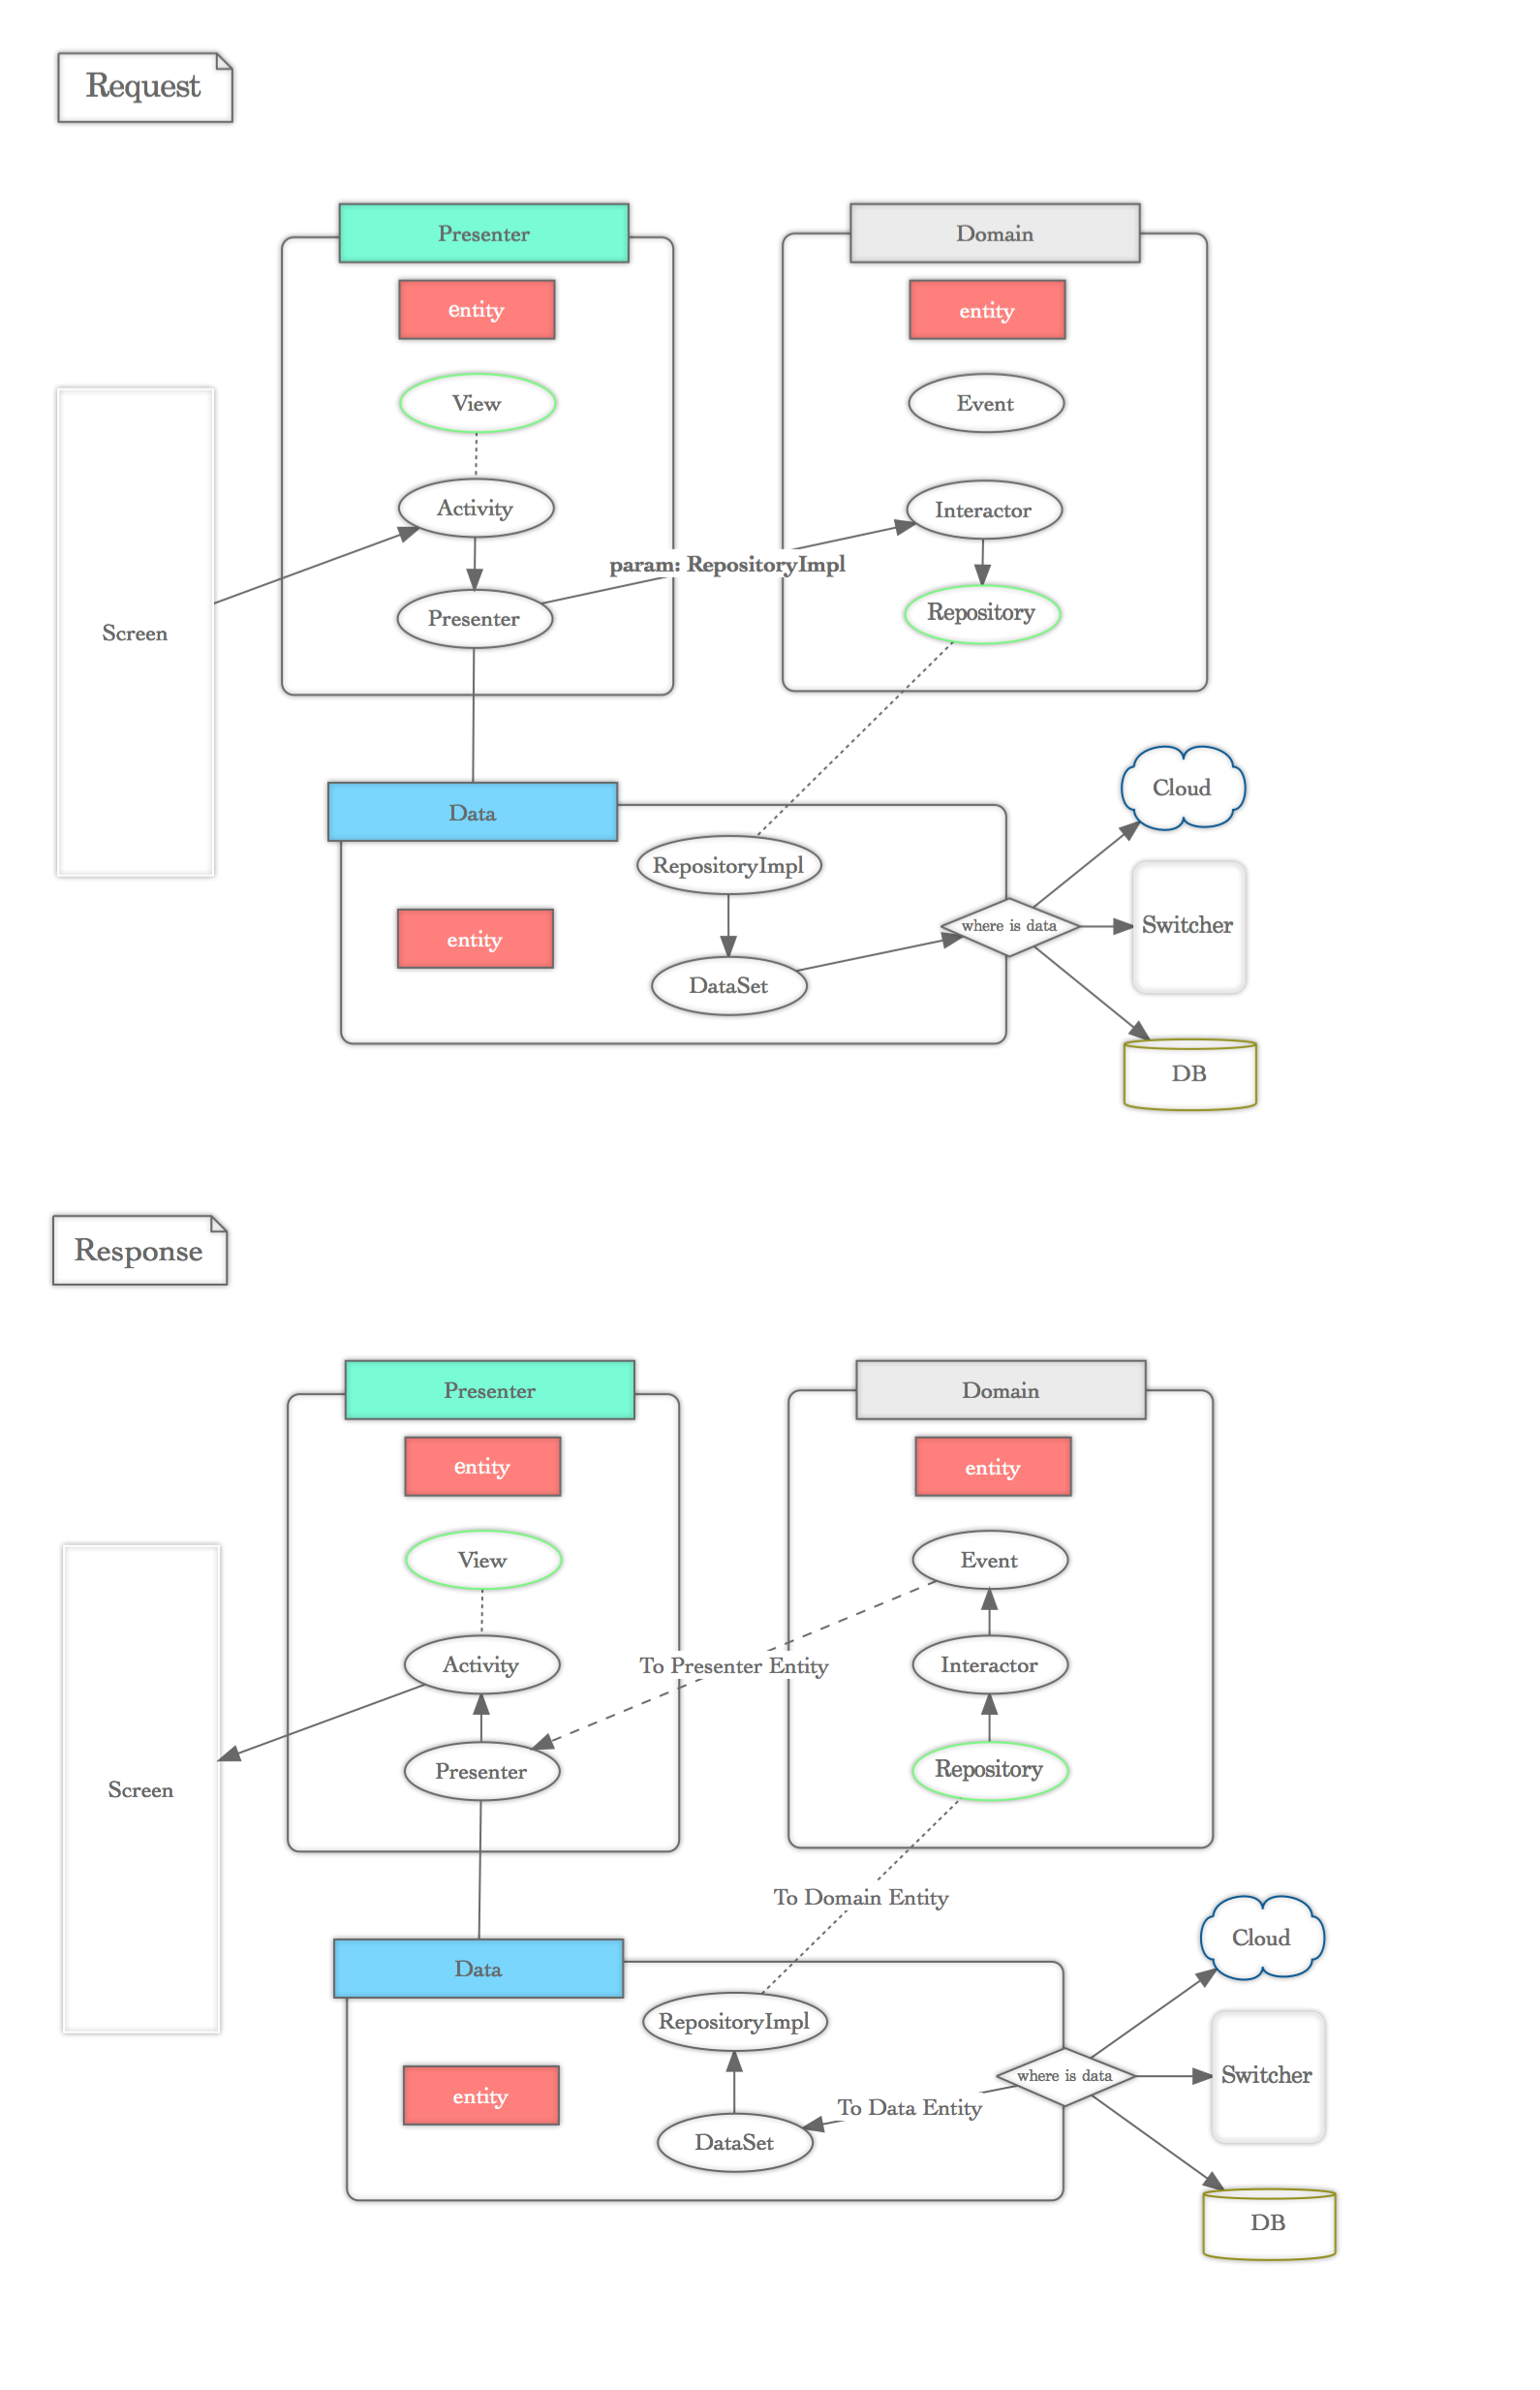 Request
Presenter
Domain
entity
entity
View
Event
Activity
Interactor
param: RepositoryImpl
Presenter
Repository
Screen
Cloud
Data
RepositoryImpl
where is data
Switcher
entity
DataSet
DB
Response
Presenter
Domain
entity
entity
View
Event
Activity
To Presenter Entity
Interactor
Presenter
Repository
Screen
To Domain Entity
Cloud
Data
RepositoryImpl
where is data
Switcher
entity
To Data Entity
DataSet
DB